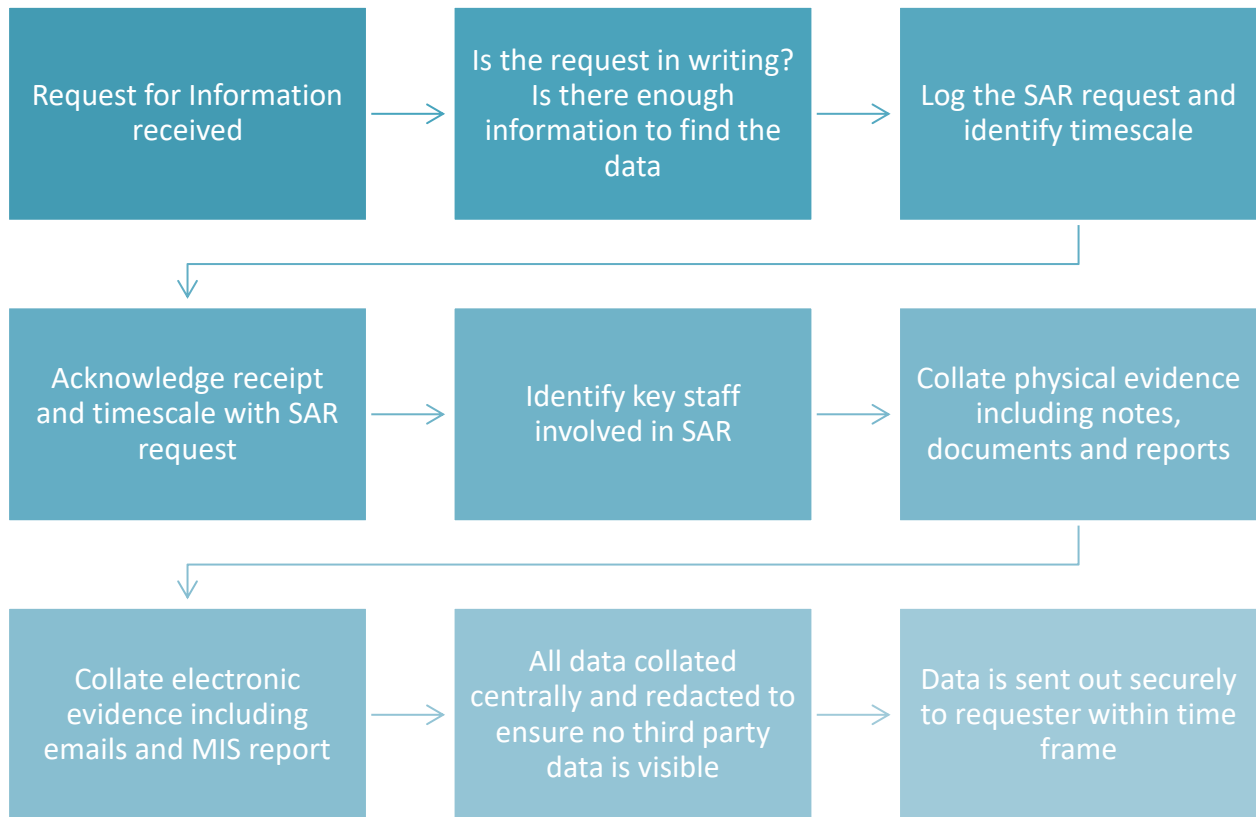 Request for Information
received
Is the request in writing?
Is there enough
information to find the
data
Log the SAR request and
identify timescale
Acknowledge receipt
and timescale with SAR
request
Identify key staff
involved in SAR
Collate physical evidence
including notes,
documents and reports
Collate electronic
evidence including
emails and MIS report
All data collated
centrally and redacted to
ensure no third party
data is visible
Data is sent out securely
to requester within time
frame